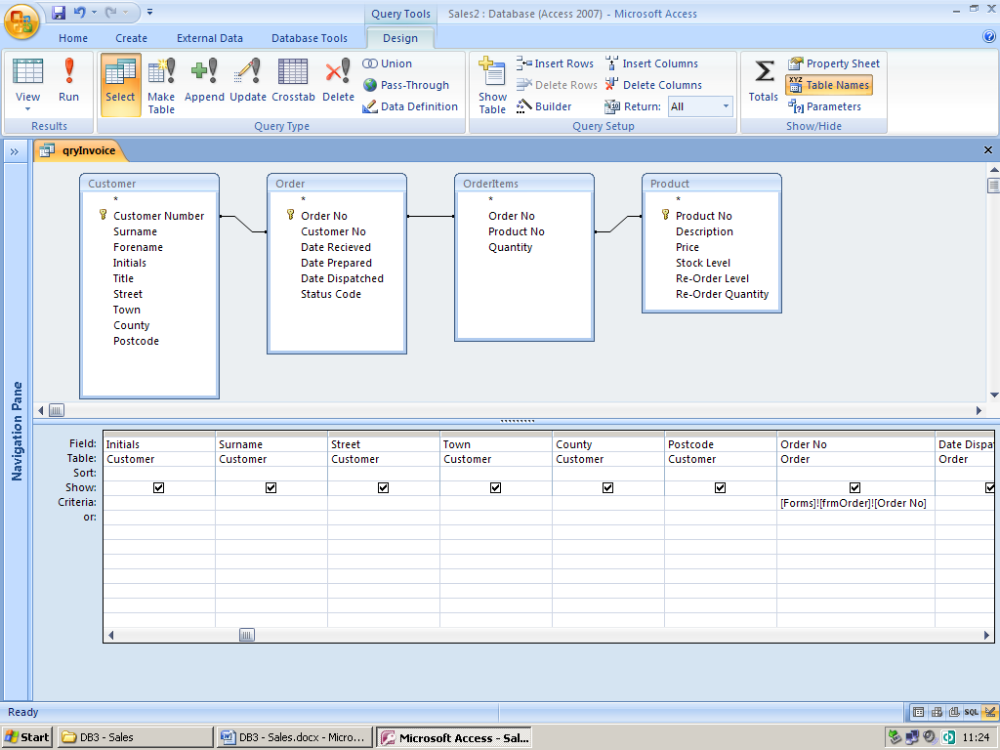 Query Tools
Sales2 : Database (Access 2007) - Microsoft Access
Home
Create
External Data
Database Tools
Design
View
Run
Results
Select
Make Table
Append
Update
Crosstab
Delete
Union
Pass-Through
Data Definition
Query Type
Show Table
Insert Rows
Delete Rows
Builder
Insert Columns
Delete Columns
Return: All
Query Setup
Totals
Property Sheet
XYZ Table Names
Parameters
Show/Hide
»
qryInvoice
Navigation Pane
Customer
*
Customer Number
Surname
Forename
Initials
Title
Street
Town
County
Postcode
Order
*
Order No
Customer No
Date Recieved
Date Prepared
Date Dispatched
Status Code
OrderItems
*
Order No
Product No
Quantity
Product
*
Product No
Description
Price
Stock Level
Re-Order Level
Re-Order Quantity
Field: Initials Surname Street Town County Postcode Order No Date Dispat
Table: Customer Customer Customer Customer Customer Customer Order Order
Sort:
Show:
Criteria: [Forms]![frmOrder]![Order No]
or:
Ready
SQL
Start
DB3 - Sales
DB3 - Sales.docx - Micro...
Microsoft Access - Sal...
11:24